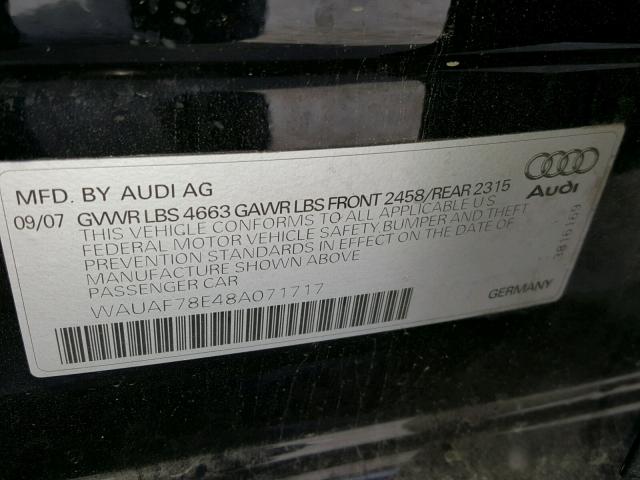 MFD. BY AUDI AG
09/07 GVWR LBS 4663 GAWR LBS FRONT 2458/REAR 2315
THIS VEHICLE CONFORMS TO ALL APPLICABLE U.S
FEDERAL MOTOR VEHICLE SAFETY, BUMPER AND THEFT
PREVENTION STANDARDS IN EFFECT ON THE DATE OF
MANUFACTURE SHOWN ABOVE
PASSENGER CAR
WAUAF78E48A071717
Audi
GERMANY